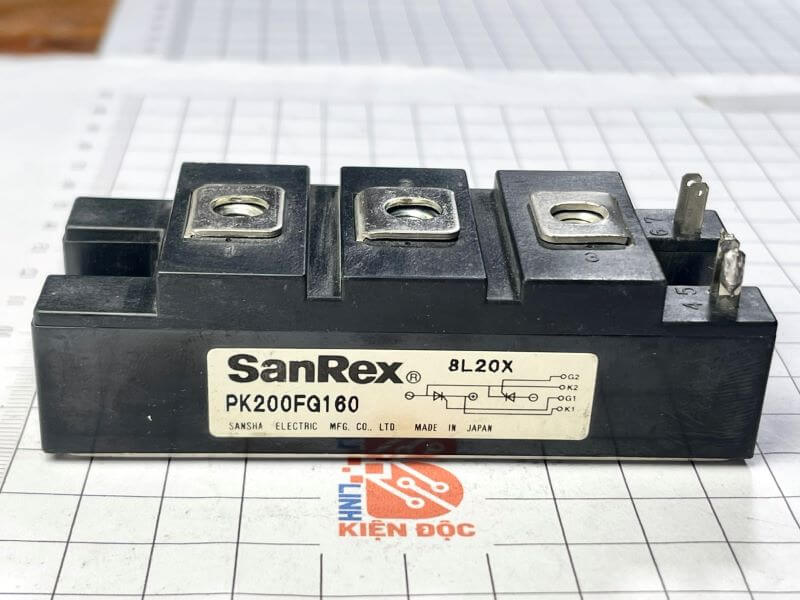 6 7
4 5
SanRex® 8L20X
PK200FG160
G2
K2
G1
K1
SANSHA ELECTRIC MFG. CO., LTD MADE IN JAPAN
LINH
KIỆN ĐỘC